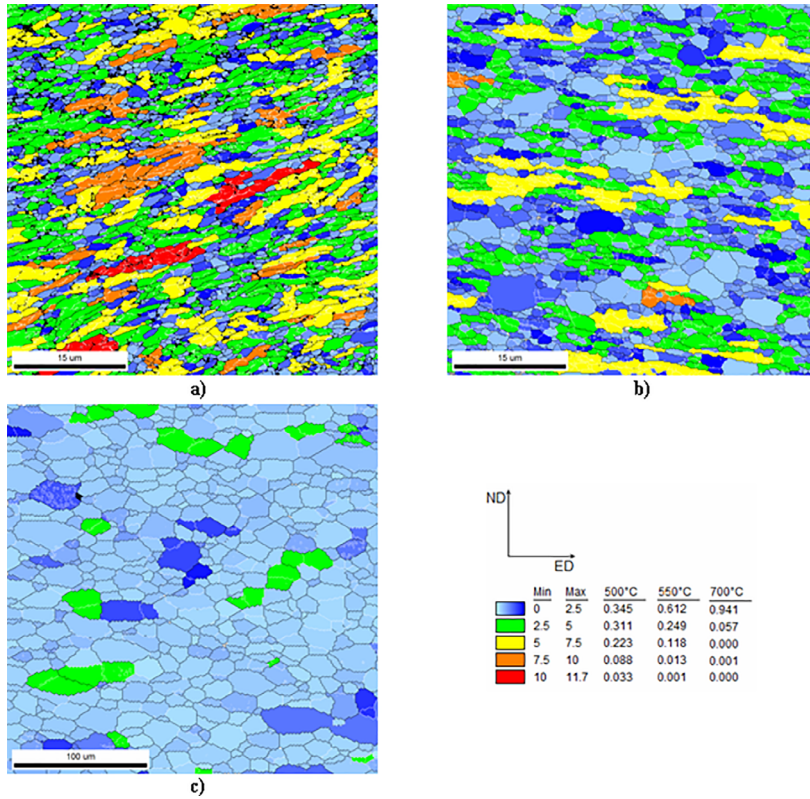 15 um
a)
15 um
b)
100 um
c)
ND
ED
Min Max 500°C 550°C 700°C
0 2.5 0.345 0.612 0.941
2.5 5 0.311 0.249 0.057
5 7.5 0.223 0.118 0.000
7.5 10 0.088 0.013 0.001
10 11.7 0.033 0.001 0.000